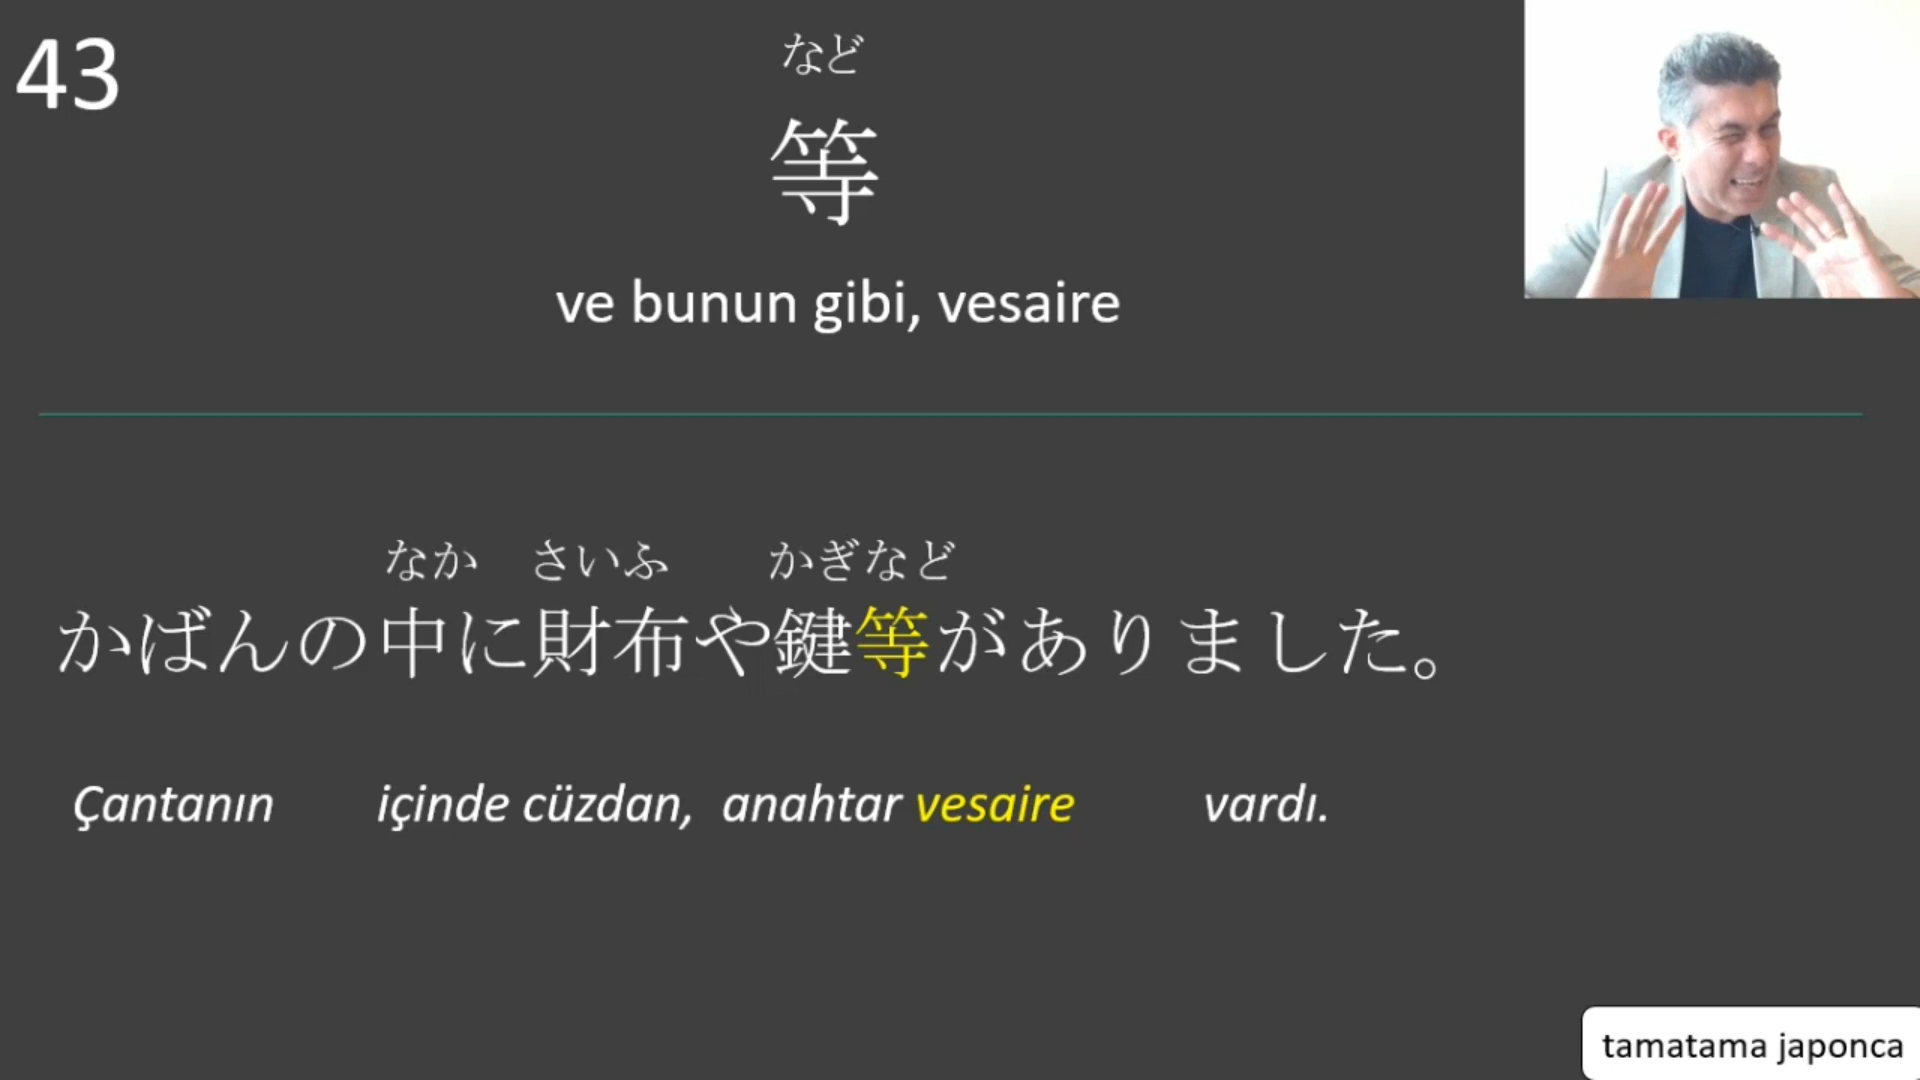 43
など
等
ve bunun gibi, vesaire
なか さいふ かぎなど
かばんの中に財布や鍵等がありました。
Çantanın içinde cüzdan, anahtar vesaire vardı.
tamatama japonca